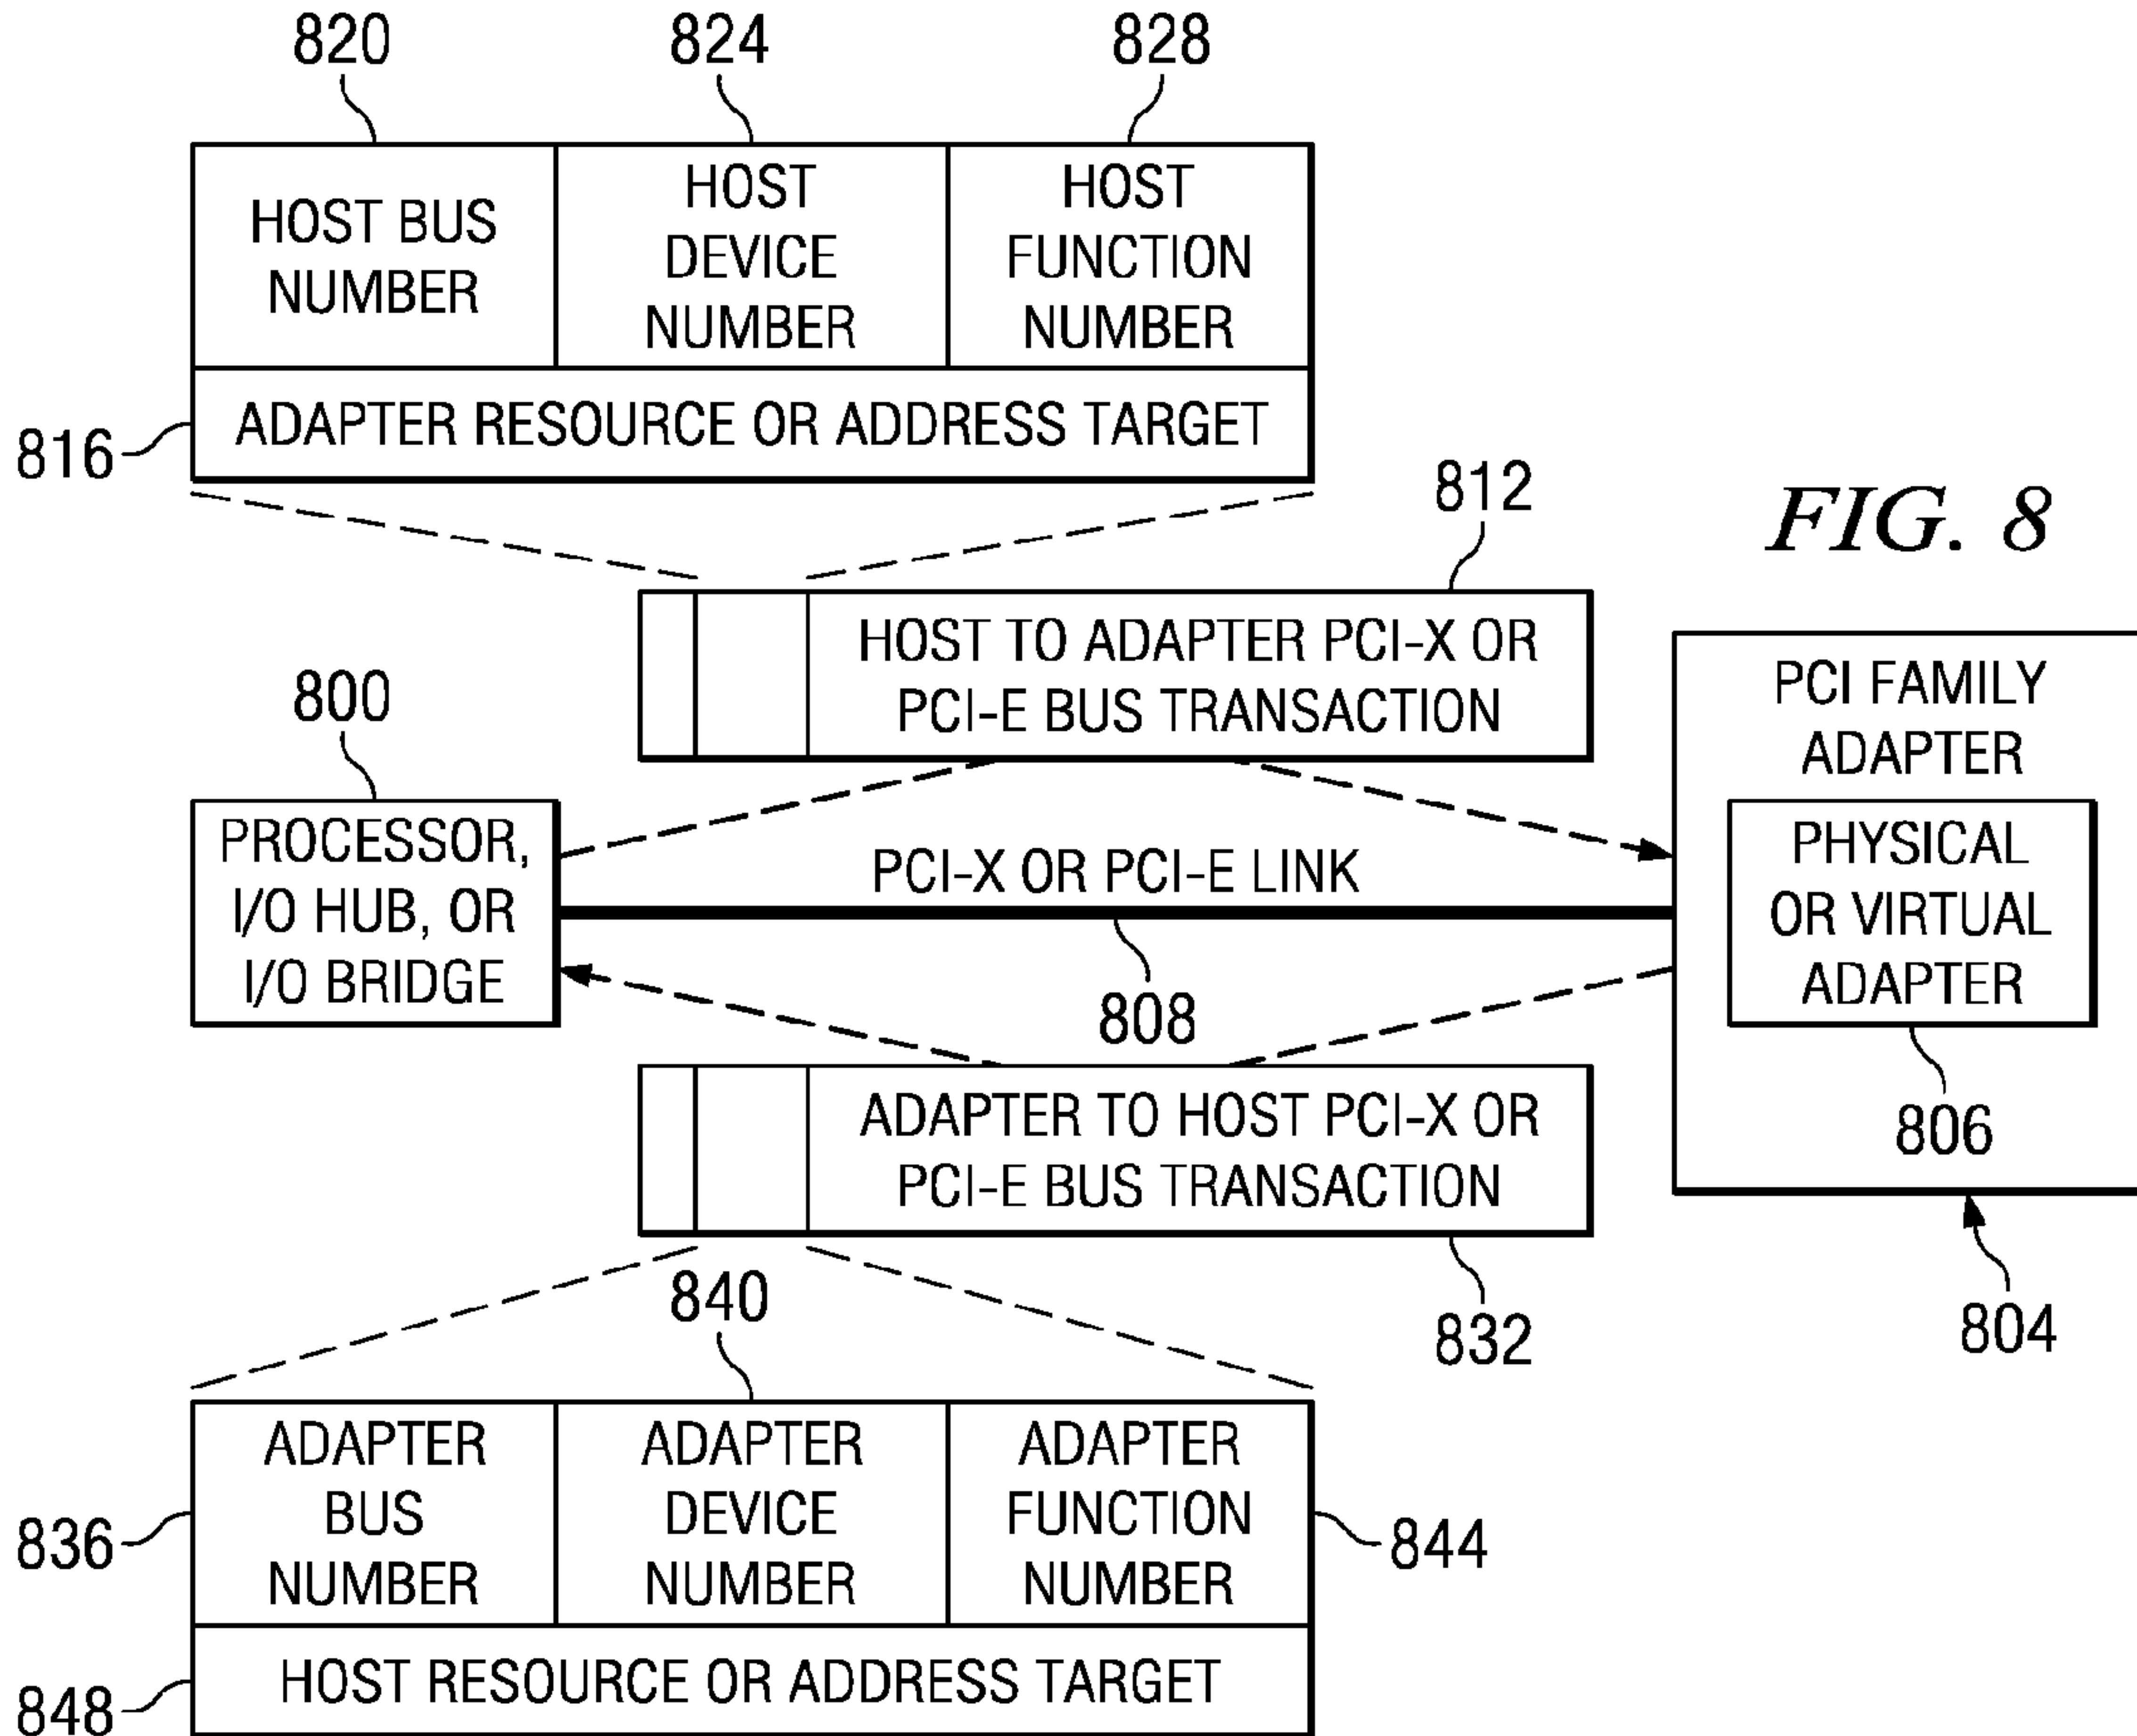 820
824
828
HOST BUS
NUMBER
HOST
DEVICE
NUMBER
HOST
FUNCTION
NUMBER
816
ADAPTER RESOURCE OR ADDRESS TARGET
812
FIG. 8
HOST TO ADAPTER PCI-X OR
PCI-E BUS TRANSACTION
800
PROCESSOR,
I/O HUB, OR
I/O BRIDGE
PCI-X OR PCI-E LINK
808
PCI FAMILY
ADAPTER
PHYSICAL
OR VIRTUAL
ADAPTER
806
804
ADAPTER TO HOST PCI-X OR
PCI-E BUS TRANSACTION
832
840
836
ADAPTER
BUS
NUMBER
ADAPTER
DEVICE
NUMBER
ADAPTER
FUNCTION
NUMBER
844
848
HOST RESOURCE OR ADDRESS TARGET